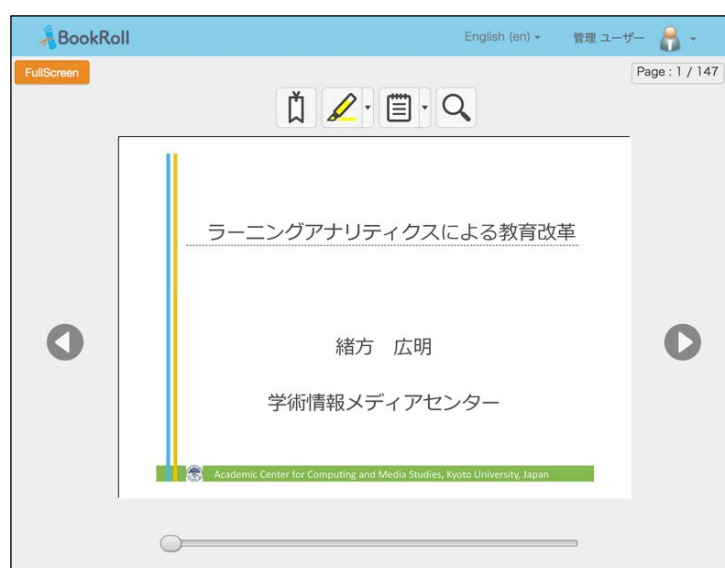 BookRoll
English (en)
管理 ユーザー
FullScreen
Page : 1 / 147
ラーニングアナリティクスによる教育改革
緒方 広明
学術情報メディアセンター
Academic Center for Computing and Media Studies, Kyoto University, Japan